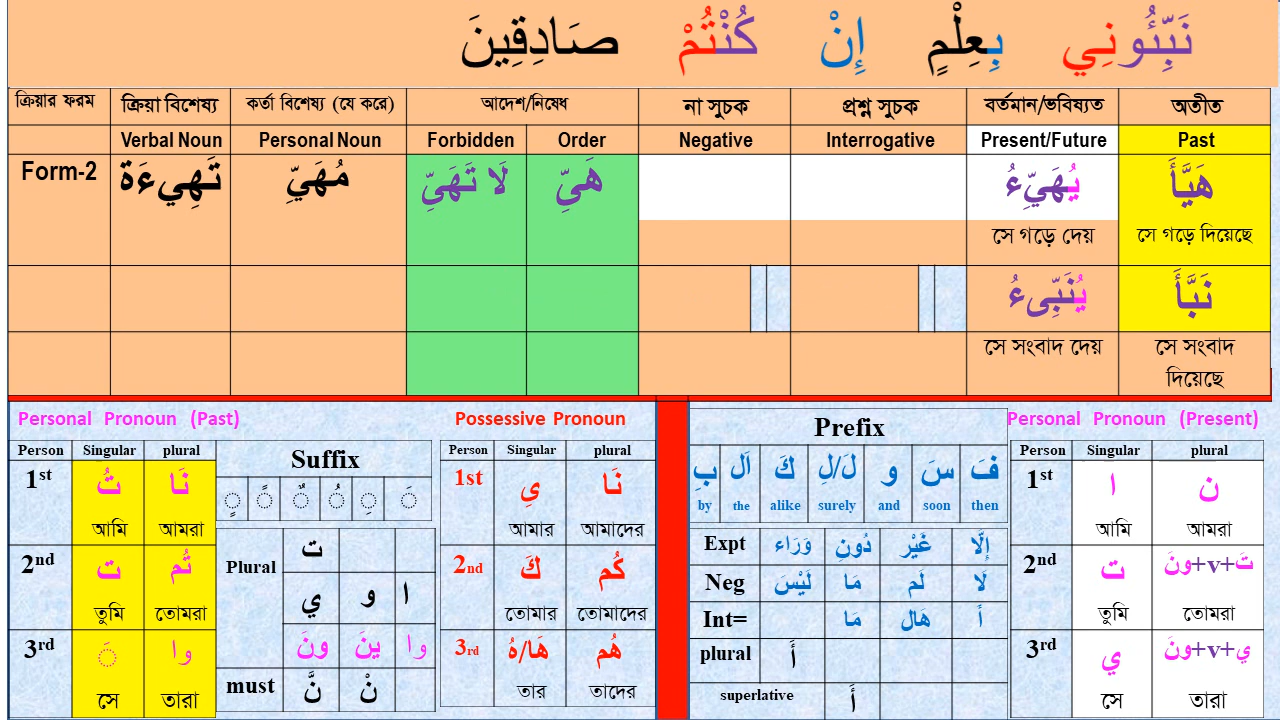 نَبِّئُونِي بِعِلْمٍ إِنْ كُنْتُمْ صَادِقِينَ
ক্রিয়ার ফরম ক্রিয়া বিশেষ্য কর্তা বিশেষ্য (যে করে) আদেশ/নিষেধ না সুচক প্রশ্ন সুচক বর্তমান/ভবিষ্যত অতীত
Verbal Noun Personal Noun Forbidden Order Negative Interrogative Present/Future Past
Form-2 تَهِيءَةٌ مُهَيِّ لَا تَهَيِّ هَيِّ يُهَيِّءُ هَيَّأَ
সে গড়ে দেয় সে গড়ে দিয়েছে
يُنَبِّىءُ نَبَّأَ
সে সংবাদ দেয় সে সংবাদ
দিয়েছে
Personal Pronoun (Past)
Person Singular plural
1st تُ نَا
আমি আমরা
2nd ت تُم
তুমি তোমরা
3rd َ وا
সে তারা
Suffix
ٍ ً ٌ ُ ِ َ
Plural ت
ي و ا
ونَ ينَ وا
must نَّ نْ
Possessive Pronoun
Person Singular plural
1st ىِ نَا
আমার আমাদের
2nd كَ كُم
তোমার তোমাদের
3rd هَا/هُ هُم
তার তাদের
Prefix
بِ اَل كَ لَ/لِ و سَ فَ
by the alike surely and soon then
Expt وَرَاء دُونِ غَيْر إِلَّا
Neg لَيْسَ مَا لَم لَا
Int= مَا هَال أَ
plural أَ
superlative أَ
Personal Pronoun (Present)
Person Singular plural
1st ا ن
আমি আমরা
2nd ت تَ+v+ونَ
তুমি তোমরা
3rd ي ي+v+ونَ
সে তারা